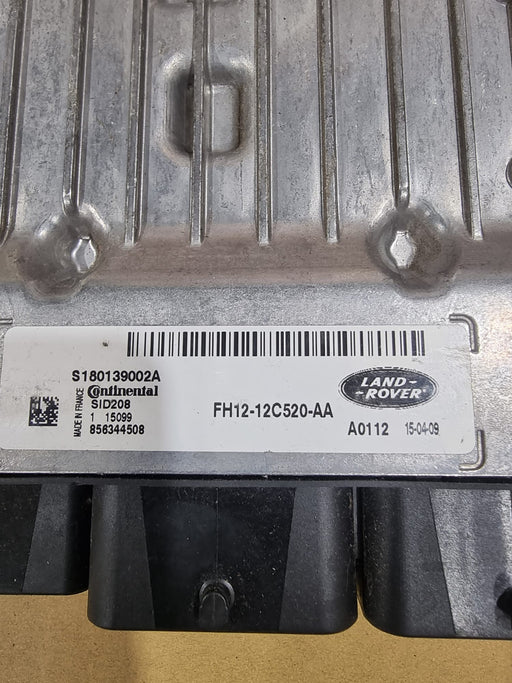 S180139002A
Continental
SID208
1 15099
856344508
MADE IN FRANCE
FH12-12C520-AA
LAND-
-ROVER
A0112 15-04-09